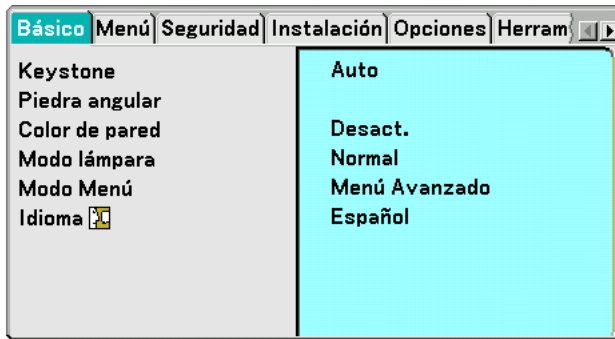 Básico Menú Seguridad Instalación Opciones Herram
Keystone Auto
Piedra angular
Color de pared Desact.
Modo lámpara Normal
Modo Menú Menú Avanzado
Idioma Español